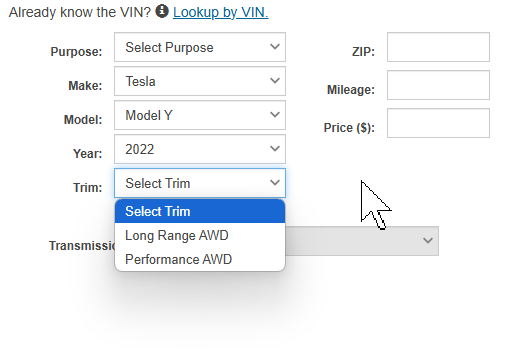 Already know the VIN? Lookup by VIN.
Purpose: Select Purpose
ZIP:
Make: Tesla
Mileage:
Model: Model Y
Price ($):
Year: 2022
Trim: Select Trim
Select Trim
Long Range AWD
Transmissi
Performance AWD